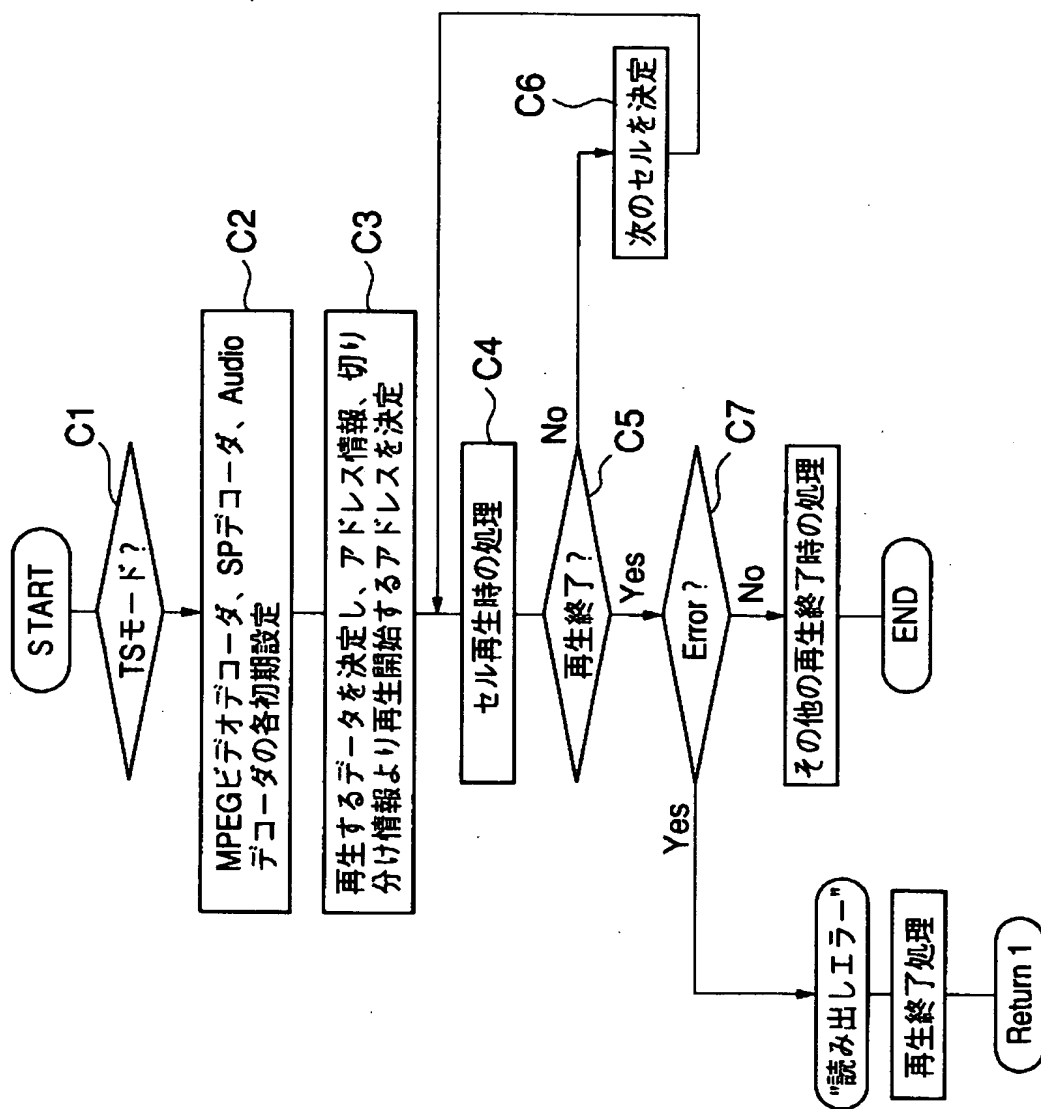 START
C1
TSモード?
C2
MPEGビデオデコーダ、SPデコーダ、Audio
デコーダの各初期設定
C3
再生するデータを決定し、アドレス情報、切り
分け情報より再生開始するアドレスを決定
C4
セル再生時の処理
C5
再生終了?
No
C6
次のセルを決定
Yes
C7
Error?
Yes
No
"読み出しエラー"
再生終了処理
Return 1
その他の再生終了時の処理
END